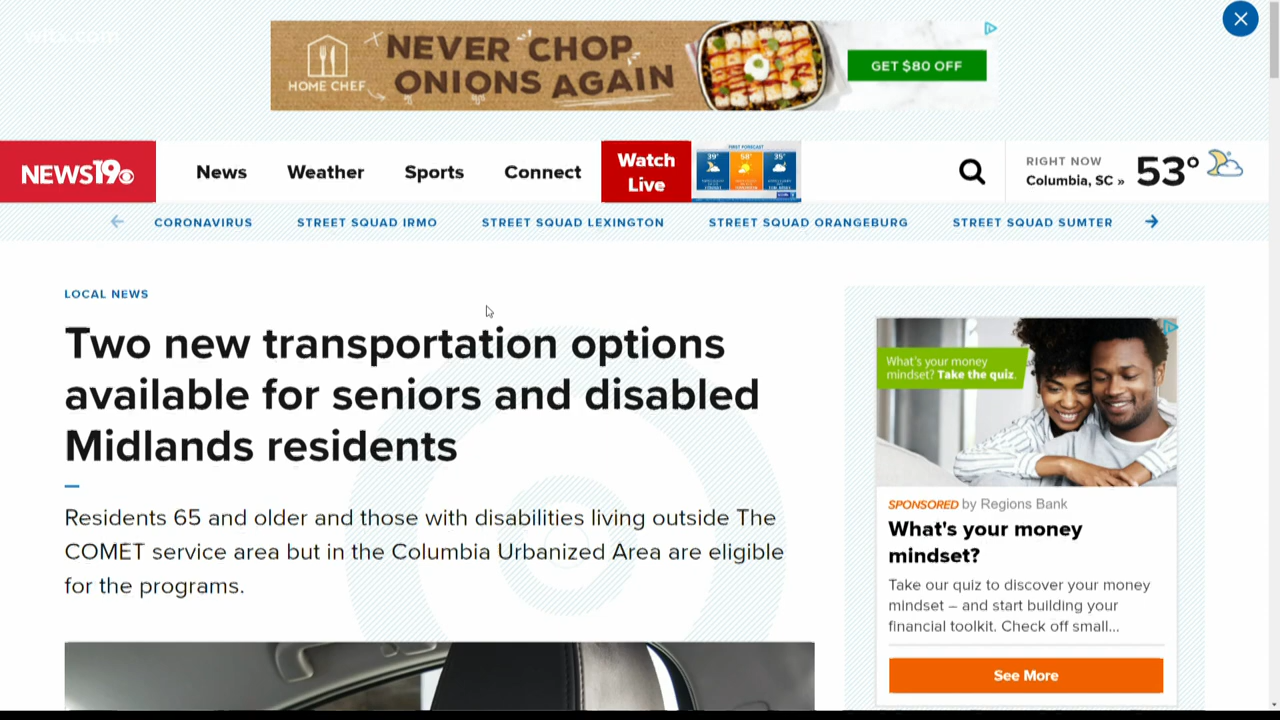 NEVER CHOP
ONIONS AGAIN
HOME CHEF
GET $80 OFF
NEWS19
News
Weather
Sports
Connect
Watch
Live
FIRST FORECAST
39°
58°
35°
RIGHT NOW
Columbia, SC »
53°
CORONAVIRUS
STREET SQUAD IRMO
STREET SQUAD LEXINGTON
STREET SQUAD ORANGEBURG
STREET SQUAD SUMTER
LOCAL NEWS
Two new transportation options
available for seniors and disabled
Midlands residents
Residents 65 and older and those with disabilities living outside The
COMET service area but in the Columbia Urbanized Area are eligible
for the programs.
What's your money
mindset? Take the quiz.
SPONSORED by Regions Bank
What's your money
mindset?
Take our quiz to discover your money
mindset – and start building your
financial toolkit. Check off small...
See More